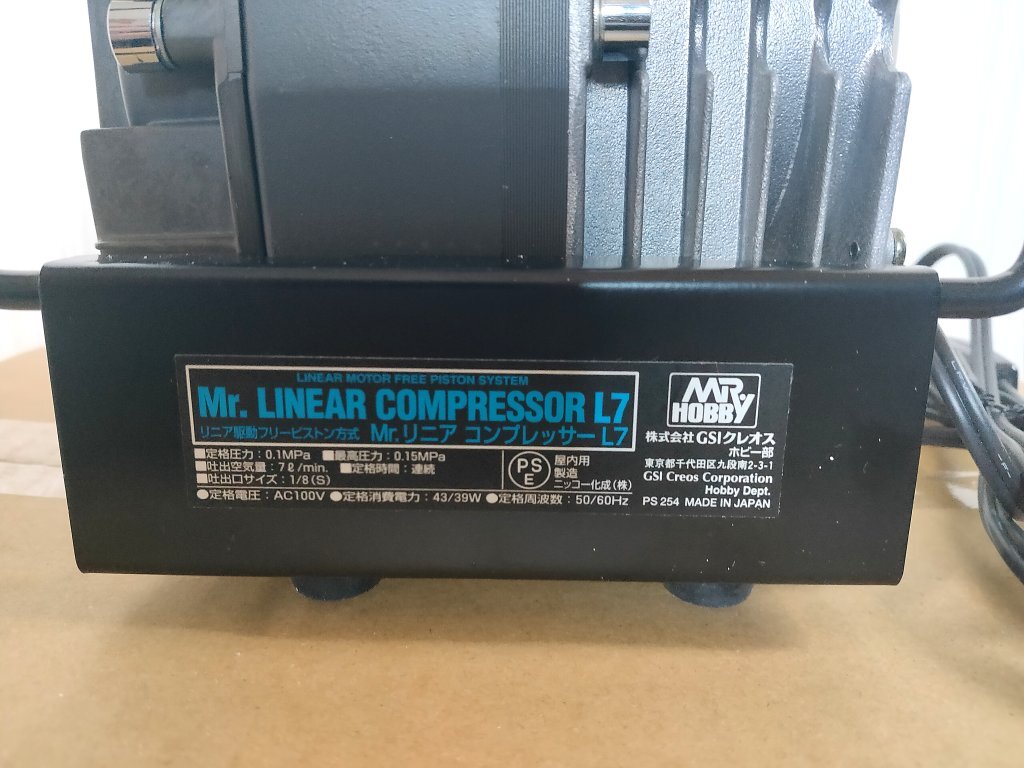 LINEAR MOTOR FREE PISTON SYSTEM
Mr. LINEAR COMPRESSOR L7
リニア駆動フリーピストン方式 Mr.リニア コンプレッサー L7
■定格圧力：0.1MPa ■最高圧力：0.15MPa
■吐出空気量：7ℓ/min. ■定格時間：連続
■吐出口サイズ：1/8(S)
●定格電圧：AC100V ●定格消費電力：43/39W ●定格周波数：50/60Hz
PS
E
屋内用
製造
ニッコー化成(株)
MR
HOBBY
株式会社 GSIクレオス
ホビー部
東京都千代田区九段南2-3-1
GSI Creos Corporation
Hobby Dept.
PS 254 MADE IN JAPAN